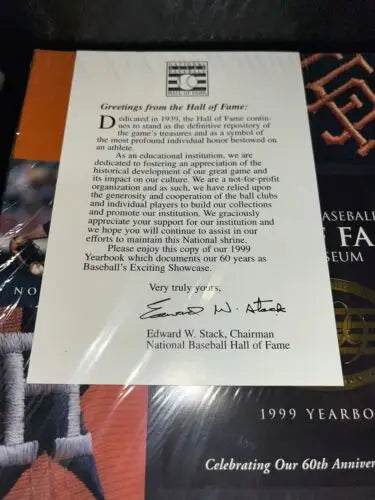 NATIONAL
BASEBALL
HALL OF FAME
Greetings from the Hall of Fame:
Dedicated in 1939, the Hall of Fame contin-
ues to stand as the definitive repository of
the game's treasures and as a symbol of
the most profound individual honor bestowed on
an athlete.
As an educational institution, we are
dedicated to fostering an appreciation of the
historical development of our great game and
its impact on our culture. We are a not-for-profit
organization and as such, we have relied upon
the generosity and cooperation of the ball clubs
and individual players to build our collections
and promote our institution. We graciously
appreciate your support for our institution and
we hope you will continue to assist in our
efforts to maintain this National shrine.
Please enjoy this copy of our 1999
Yearbook which documents our 60 years as
Baseball's Exciting Showcase.
Very truly yours,
Edward W. Stack
Edward W. Stack, Chairman
National Baseball Hall of Fame
BASEBALL
FA
SEUM
NO
1999 YEARBO
Celebrating Our 60th Anniver